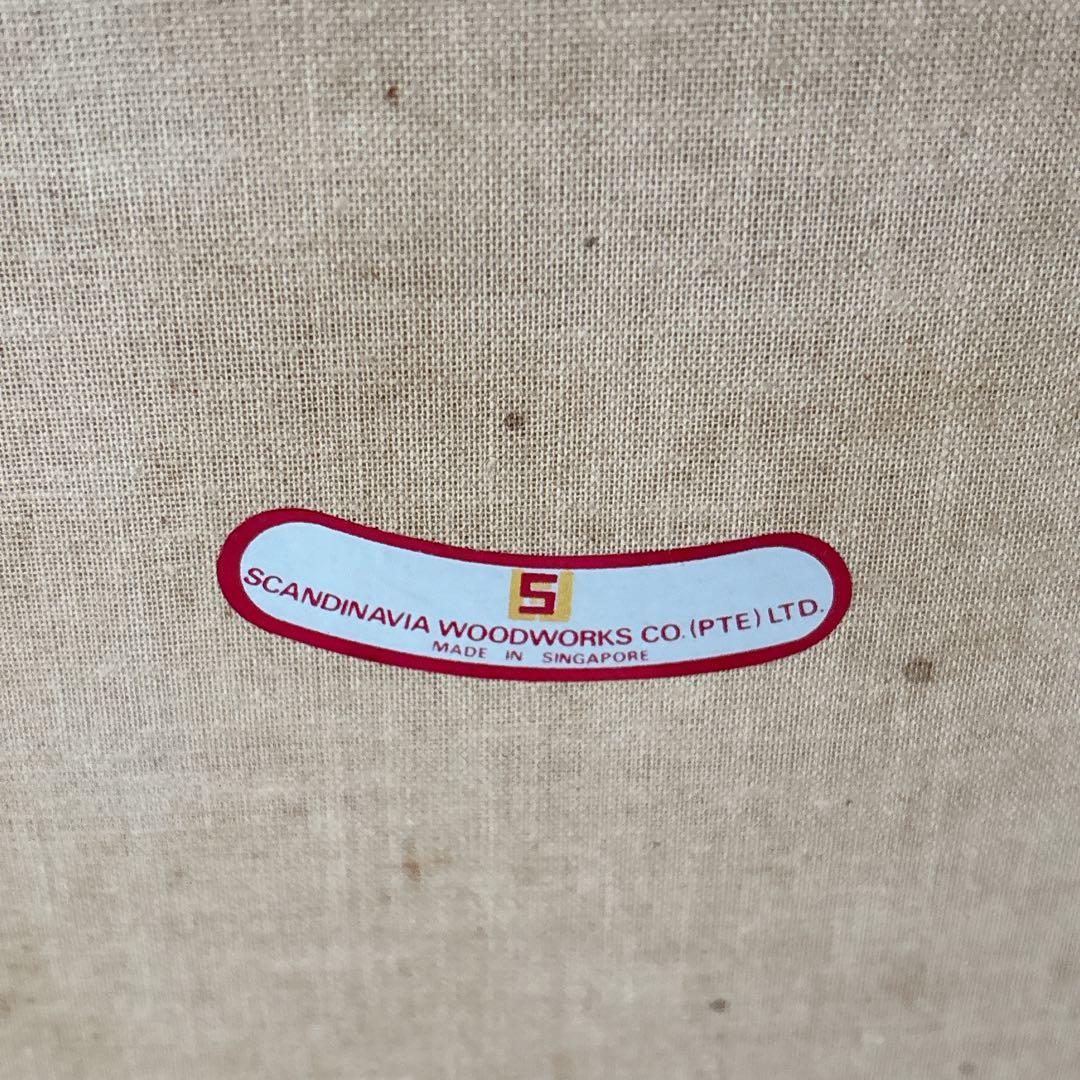 S
SCANDINAVIA WOODWORKS CO. (PTE) LTD.
MADE IN SINGAPORE